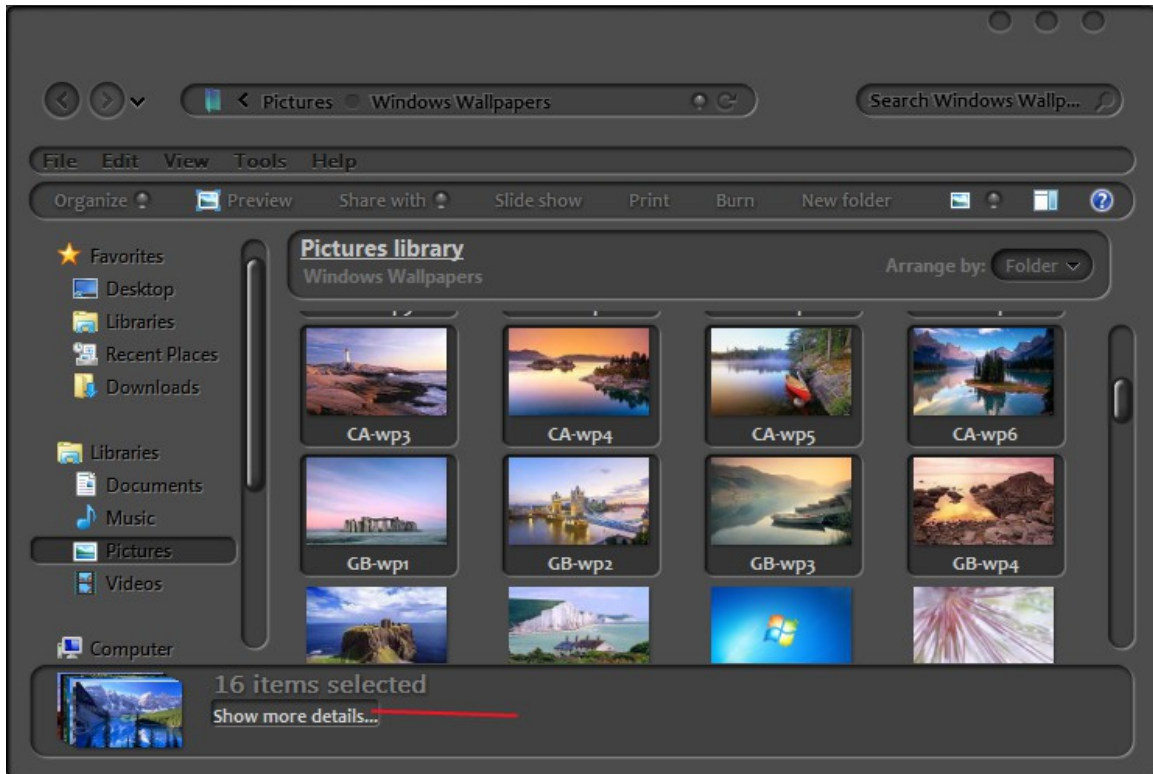 Pictures Windows Wallpapers
Search Windows Wallp...
File Edit View Tools Help
Organize Preview Share with Slide show Print Burn New folder
Favorites
Desktop
Libraries
Recent Places
Downloads
Libraries
Documents
Music
Pictures
Videos
Computer
Pictures library
Windows Wallpapers
Arrange by: Folder
CA-wp3 CA-wp4 CA-wp5 CA-wp6
GB-wp1 GB-wp2 GB-wp3 GB-wp4
16 items selected
Show more details...